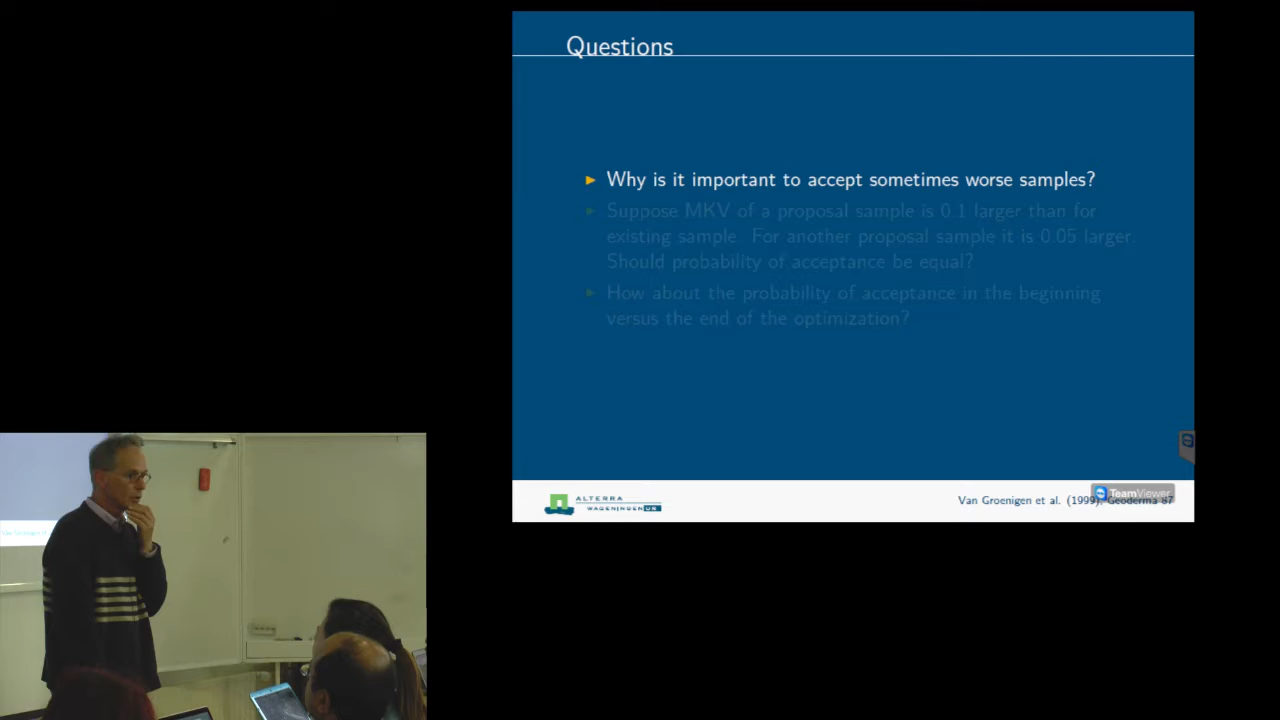 Questions
Why is it important to accept sometimes worse samples?
Suppose MKV of a proposal sample is 0.1 larger than for
existing sample. For another proposal sample it is 0.05 larger.
Should probability of acceptance be equal?
How about the probability of acceptance in the beginning
versus the end of the optimization?
ALTERRA
WAGENINGEN UR
Van Groenigen et al. (1999), Geoderma 87
TeamViewer